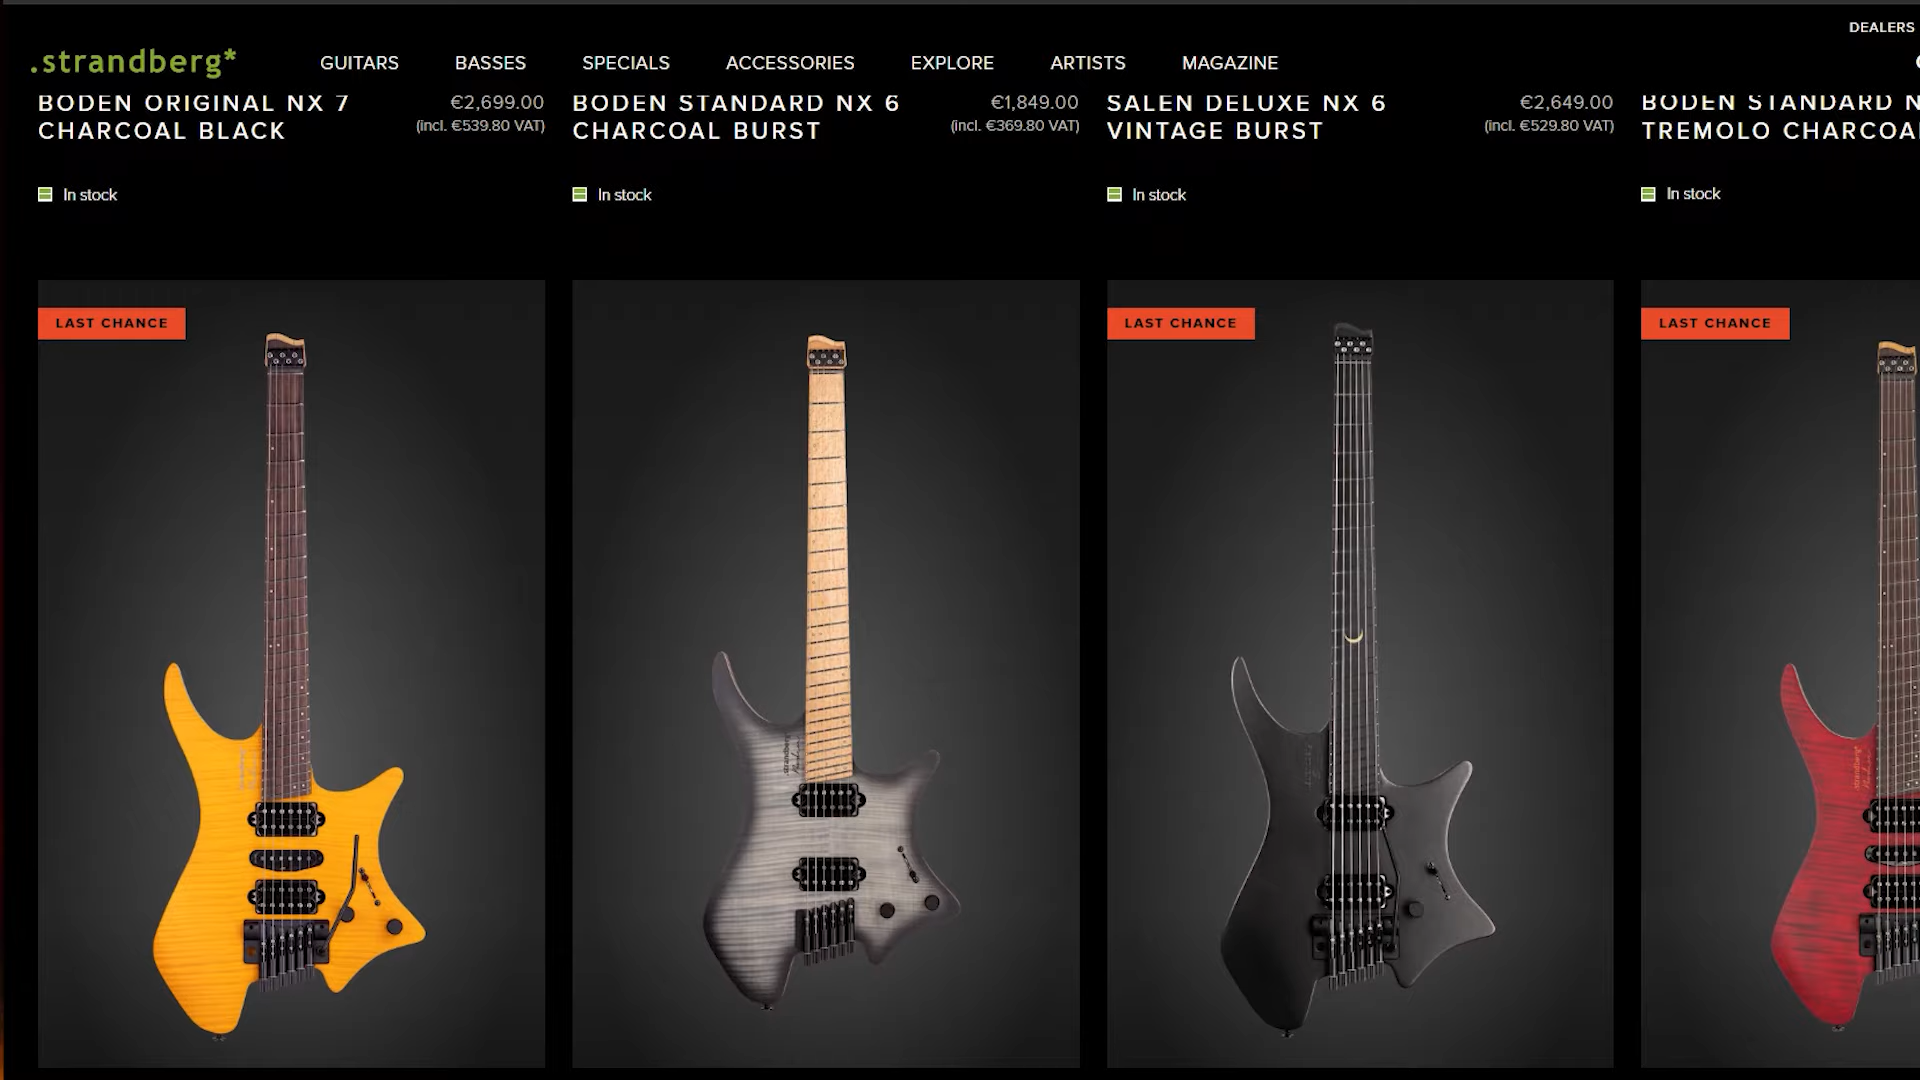 DEALERS
.strandberg*
GUITARS BASSES SPECIALS ACCESSORIES EXPLORE ARTISTS MAGAZINE
BODEN ORIGINAL NX 7
CHARCOAL BLACK
€2,699.00
(incl. €539.80 VAT)
In stock
BODEN STANDARD NX 6
CHARCOAL BURST
€1,849.00
(incl. €369.80 VAT)
In stock
SALEN DELUXE NX 6
VINTAGE BURST
€2,649.00
(incl. €529.80 VAT)
In stock
BODEN STANDARD N
TREMOLO CHARCOA
In stock
LAST CHANCE
LAST CHANCE
LAST CHANCE